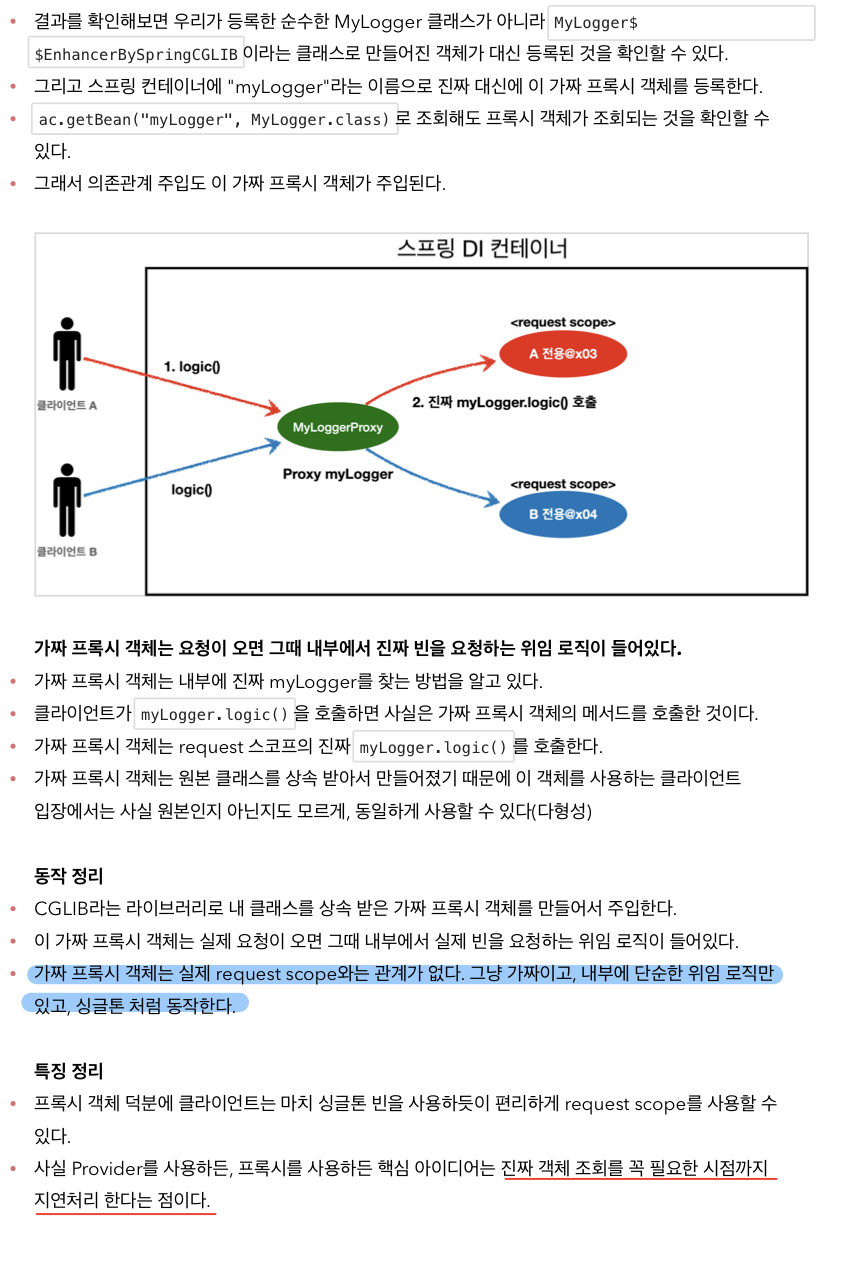 • 결과를 확인해보면 우리가 등록한 순수한 MyLogger 클래스가 아니라 MyLogger$
$EnhancerBySpringCGLIB이라는 클래스로 만들어진 객체가 대신 등록된 것을 확인할 수 있다.
• 그리고 스프링 컨테이너에 "myLogger"라는 이름으로 진짜 대신에 이 가짜 프록시 객체를 등록한다.
• ac.getBean("myLogger", MyLogger.class)로 조회해도 프록시 객체가 조회되는 것을 확인할 수
있다.
• 그래서 의존관계 주입도 이 가짜 프록시 객체가 주입된다.
스프링 DI 컨테이너
<request scope>
A 전용@x03
1. logic()
클라이언트 A
2. 진짜 myLogger.logic() 호출
MyLoggerProxy
Proxy myLogger
logic()
<request scope>
B 전용@x04
클라이언트 B
가짜 프록시 객체는 요청이 오면 그때 내부에서 진짜 빈을 요청하는 위임 로직이 들어있다.
• 가짜 프록시 객체는 내부에 진짜 myLogger를 찾는 방법을 알고 있다.
• 클라이언트가 myLogger.logic()을 호출하면 사실은 가짜 프록시 객체의 메서드를 호출한 것이다.
• 가짜 프록시 객체는 request 스코프의 진짜 myLogger.logic()를 호출한다.
• 가짜 프록시 객체는 원본 클래스를 상속 받아서 만들어졌기 때문에 이 객체를 사용하는 클라이언트
입장에서는 사실 원본인지 아닌지도 모르게, 동일하게 사용할 수 있다(다형성)
동작 정리
• CGLIB라는 라이브러리로 내 클래스를 상속 받은 가짜 프록시 객체를 만들어서 주입한다.
• 이 가짜 프록시 객체는 실제 요청이 오면 그때 내부에서 실제 빈을 요청하는 위임 로직이 들어있다.
• 가짜 프록시 객체는 실제 request scope와는 관계가 없다. 그냥 가짜이고, 내부에 단순한 위임 로직만
있고, 싱글톤 처럼 동작한다.
특징 정리
• 프록시 객체 덕분에 클라이언트는 마치 싱글톤 빈을 사용하듯이 편리하게 request scope를 사용할 수
있다.
• 사실 Provider를 사용하든, 프록시를 사용하든 핵심 아이디어는 진짜 객체 조회를 꼭 필요한 시점까지
지연처리 한다는 점이다.